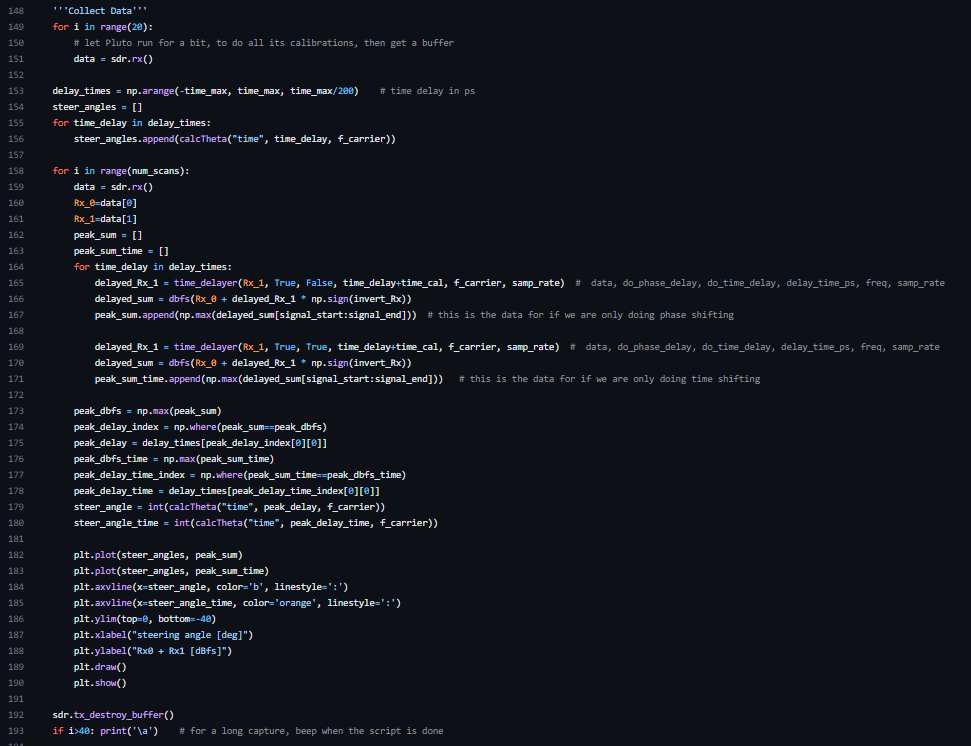 148 '''Collect Data'''
149 for i in range(20):
150     # let Pluto run for a bit, to do all its calibrations, then get a buffer
151     data = sdr.rx()
152
153 delay_times = np.arange(-time_max, time_max, time_max/200)    # time delay in ps
154 steer_angles = []
155 for time_delay in delay_times:
156     steer_angles.append(calcTheta("time", time_delay, f_carrier))
157
158 for i in range(num_scans):
159     data = sdr.rx()
160     Rx_0=data[0]
161     Rx_1=data[1]
162     peak_sum = []
163     peak_sum_time = []
164     for time_delay in delay_times:
165         delayed_Rx_1 = time_delayer(Rx_1, True, False, time_delay+time_cal, f_carrier, samp_rate)  #  data, do_phase_delay, do_time_delay, delay_time_ps, freq, samp_rate
166         delayed_sum = dbfs(Rx_0 + delayed_Rx_1 * np.sign(invert_Rx))
167         peak_sum.append(np.max(delayed_sum[signal_start:signal_end]))  # this is the data for if we are only doing phase shifting
168
169         delayed_Rx_1 = time_delayer(Rx_1, True, True, time_delay+time_cal, f_carrier, samp_rate)  #  data, do_phase_delay, do_time_delay, delay_time_ps, freq, samp_rate
170         delayed_sum = dbfs(Rx_0 + delayed_Rx_1 * np.sign(invert_Rx))
171         peak_sum_time.append(np.max(delayed_sum[signal_start:signal_end]))   # this is the data for if we are only doing time shifting
172
173     peak_dbfs = np.max(peak_sum)
174     peak_delay_index = np.where(peak_sum==peak_dbfs)
175     peak_delay = delay_times[peak_delay_index[0][0]]
176     peak_dbfs_time = np.max(peak_sum_time)
177     peak_delay_time_index = np.where(peak_sum_time==peak_dbfs_time)
178     peak_delay_time = delay_times[peak_delay_time_index[0][0]]
179     steer_angle = int(calcTheta("time", peak_delay, f_carrier))
180     steer_angle_time = int(calcTheta("time", peak_delay_time, f_carrier))
181
182     plt.plot(steer_angles, peak_sum)
183     plt.plot(steer_angles, peak_sum_time)
184     plt.axvline(x=steer_angle, color='b', linestyle=':')
185     plt.axvline(x=steer_angle_time, color='orange', linestyle=':')
186     plt.ylim(top=0, bottom=-40)
187     plt.xlabel("steering angle [deg]")
188     plt.ylabel("Rx0 + Rx1 [dBfs]")
189     plt.draw()
190     plt.show()
191
192 sdr.tx_destroy_buffer()
193 if i>40: print('\a')    # for a long capture, beep when the script is done